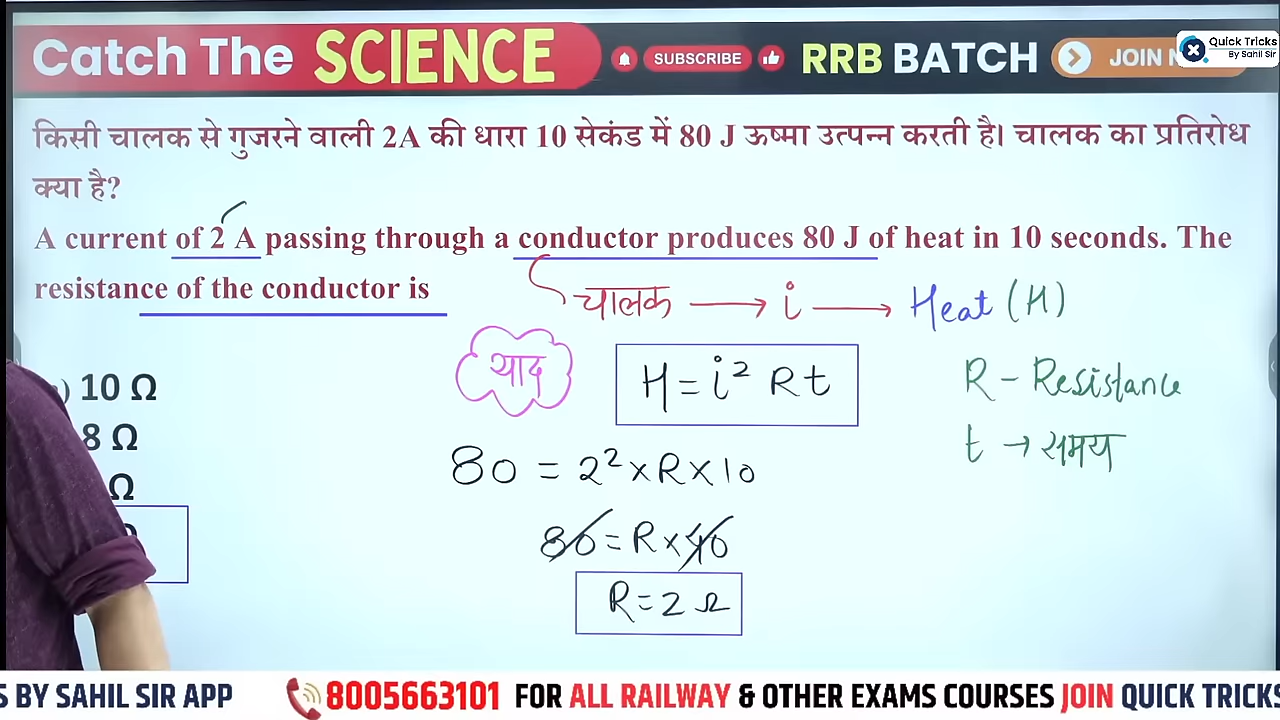 Catch The SCIENCE SUBSCRIBE RRB BATCH JOIN Quick Tricks
By Sahil Sir
किसी चालक से गुजरने वाली 2A की धारा 10 सेकंड में 80 J ऊष्मा उत्पन्न करती है। चालक का प्रतिरोध
क्या है?
A current of 2 A passing through a conductor produces 80 J of heat in 10 seconds. The
resistance of the conductor is
चालक → i → Heat (H)
याद H = i² Rt
R – Resistance
t → समय
) 10 Ω
8 Ω
Ω
80 = 2² × R × 10
80 = R × 40
R = 2 Ω
S BY SAHIL SIR APP 8005663101 FOR ALL RAILWAY & OTHER EXAMS COURSES JOIN QUICK TRICKS